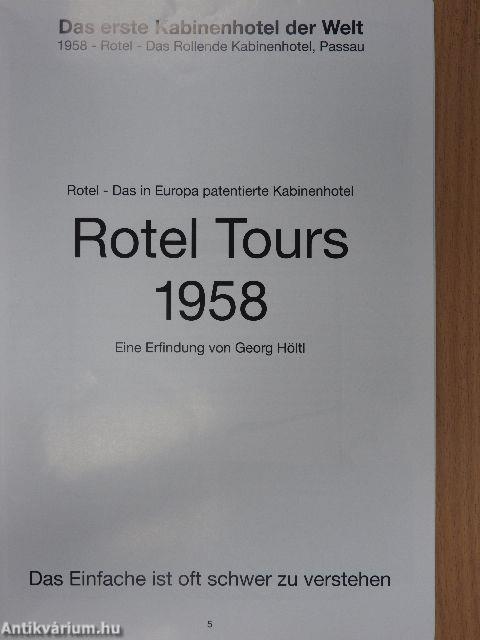 Das erste Kabinenhotel der Welt
1958 - Rotel - Das Rollende Kabinenhotel, Passau
Rotel - Das in Europa patentierte Kabinenhotel
Rotel Tours
1958
Eine Erfindung von Georg Höltl
Das Einfache ist oft schwer zu verstehen
5
Antikvárium.hu